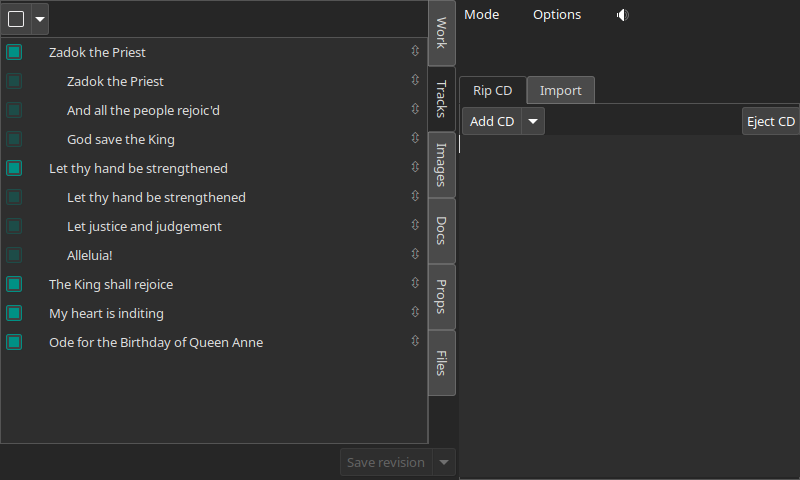 Mode Options
Work
Tracks
Images
Docs
Props
Files
Zadok the Priest
Zadok the Priest
And all the people rejoic'd
God save the King
Let thy hand be strengthened
Let thy hand be strengthened
Let justice and judgement
Alleluia!
The King shall rejoice
My heart is inditing
Ode for the Birthday of Queen Anne
Save revision
Rip CD Import
Add CD Eject CD